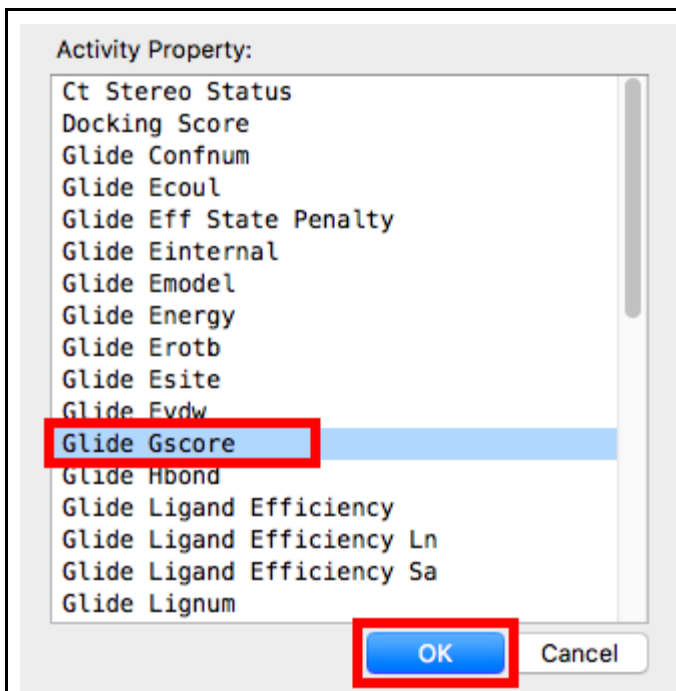 Activity Property:
Ct Stereo Status
Docking Score
Glide Confnum
Glide Ecoul
Glide Eff State Penalty
Glide Einternal
Glide Emodel
Glide Energy
Glide Erotb
Glide Esite
Glide Evdw
Glide Gscore
Glide Hbond
Glide Ligand Efficiency
Glide Ligand Efficiency Ln
Glide Ligand Efficiency Sa
Glide Lignum
OK Cancel